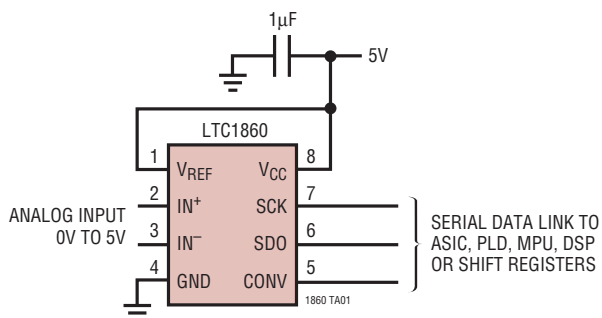 1µF
5V
LTC1860
1
VREF
VCC
8
2
IN+
SCK
7
3
IN–
SDO
6
4
GND
CONV
5
ANALOG INPUT
0V TO 5V
SERIAL DATA LINK TO
ASIC, PLD, MPU, DSP
OR SHIFT REGISTERS
1860 TA01